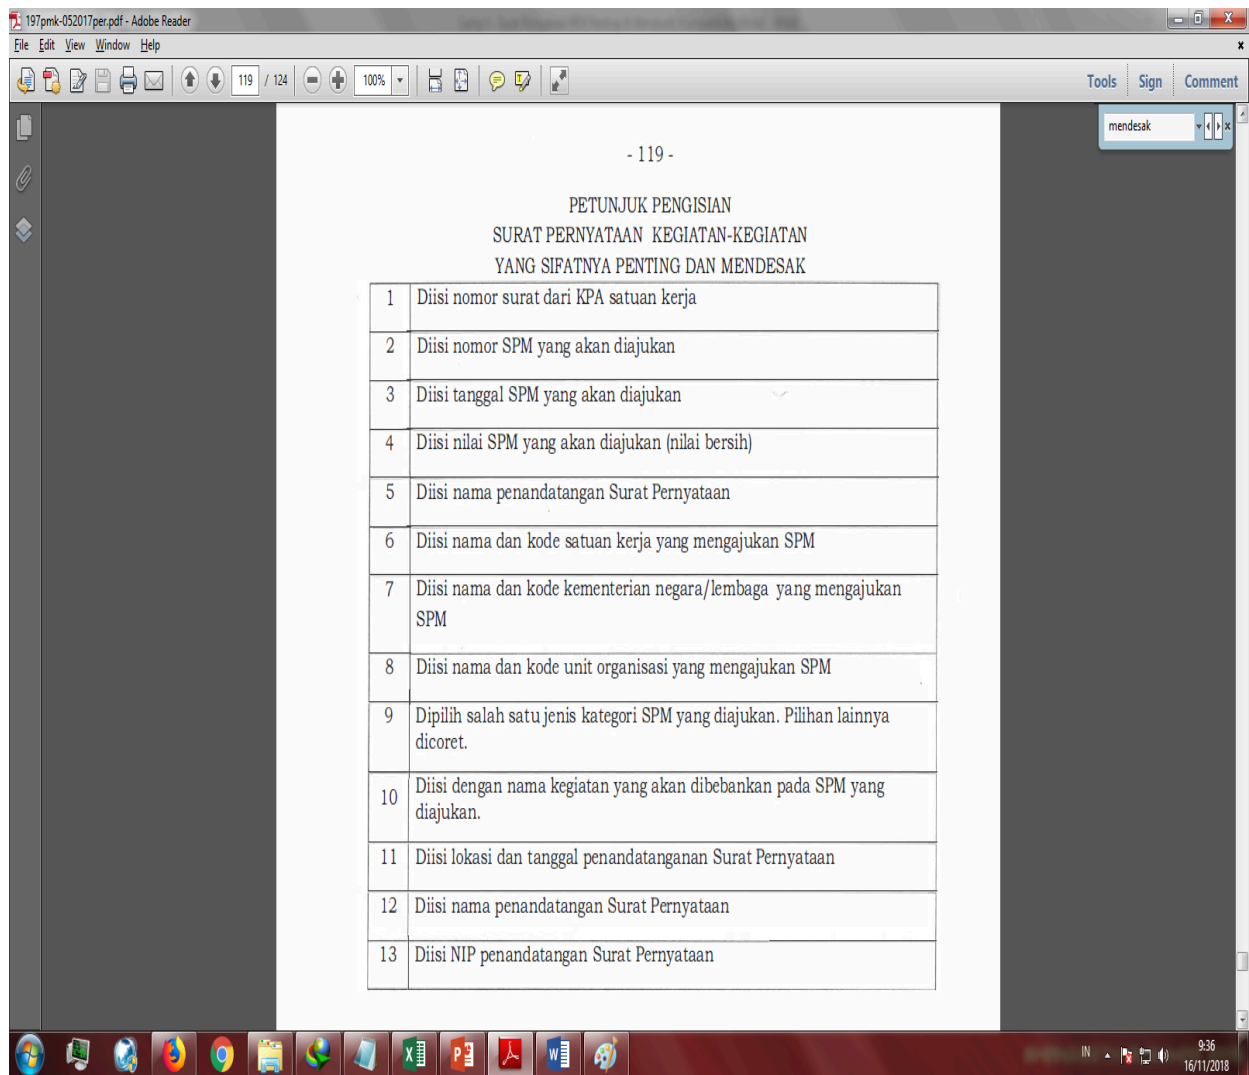 197pmk-052017per.pdf - Adobe Reader
File Edit View Window Help
119 / 124 100% Tools Sign Comment
mendesak
- 119 -
PETUNJUK PENGISIAN
SURAT PERNYATAAN KEGIATAN-KEGIATAN
YANG SIFATNYA PENTING DAN MENDESAK
1 Diisi nomor surat dari KPA satuan kerja
2 Diisi nomor SPM yang akan diajukan
3 Diisi tanggal SPM yang akan diajukan
4 Diisi nilai SPM yang akan diajukan (nilai bersih)
5 Diisi nama penandatangan Surat Pernyataan
6 Diisi nama dan kode satuan kerja yang mengajukan SPM
7 Diisi nama dan kode kementerian negara/lembaga yang mengajukan
SPM
8 Diisi nama dan kode unit organisasi yang mengajukan SPM
9 Dipilih salah satu jenis kategori SPM yang diajukan. Pilihan lainnya
dicoret.
10 Diisi dengan nama kegiatan yang akan dibebankan pada SPM yang
diajukan.
11 Diisi lokasi dan tanggal penandatanganan Surat Pernyataan
12 Diisi nama penandatangan Surat Pernyataan
13 Diisi NIP penandatangan Surat Pernyataan
IN 9:36
16/11/2018